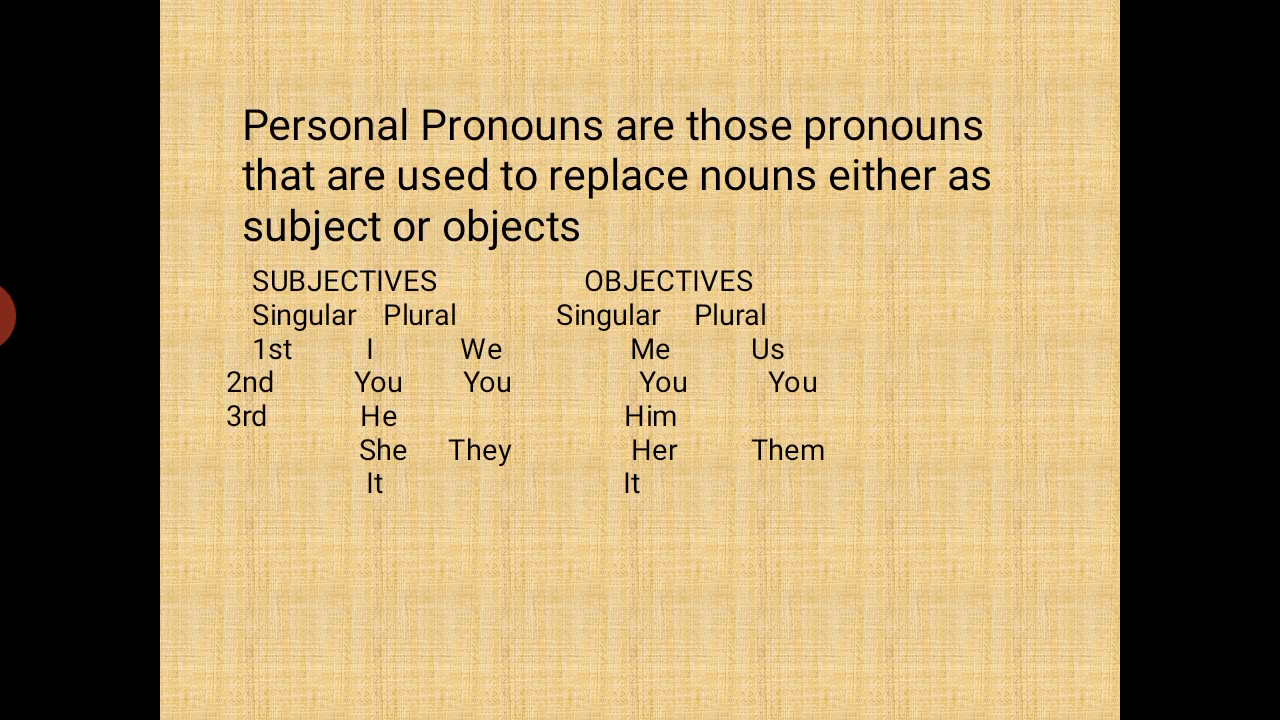 Personal Pronouns are those pronouns
that are used to replace nouns either as
subject or objects
SUBJECTIVES OBJECTIVES
Singular Plural Singular Plural
1st I We Me Us
2nd You You You You
3rd He Him
She They Her Them
It It